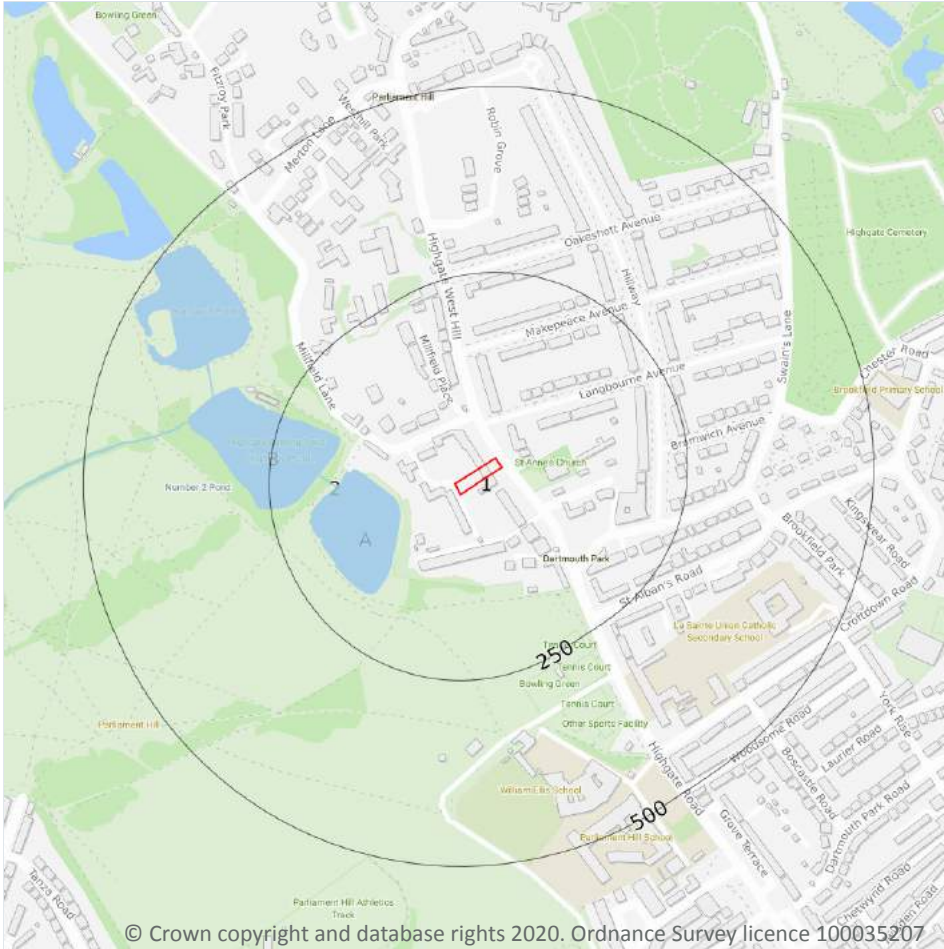 Bowling Green
Fitzroy Park
Merton Lane
Westhill Park
Parliament Hill
Robin Grove
Oakeshott Avenue
Highgate Cemetery
Highgate West Hill
Hillway
Makepeace Avenue
Swain's Lane
Millfield Lane
Millfield Place
Langbourne Avenue
Chester Road
Brookfield Primary School
Bromwich Avenue
B
St Annes Church
Number 2 Pond
2
1
A
Dartmouth Park
Brookfield Park
Kingswear Road
St Alban's Road
Croftdown Road
La Sainte Union Catholic
Secondary School
Tennis Court
250
Tennis Court
Bowling Green
Tennis Court
Other Sports Facility
Parliament Hill
York Rise
Woodsome Road
Laurier Road
Boscastle Road
Highgate Road
William Ellis School
500
Parliament Hill School
Grove Terrace
Dartmouth Park Road
Chetwynd Road
Tanza Road
Parliament Hill Athletics
Track
© Crown copyright and database rights 2020. Ordnance Survey licence 100035207